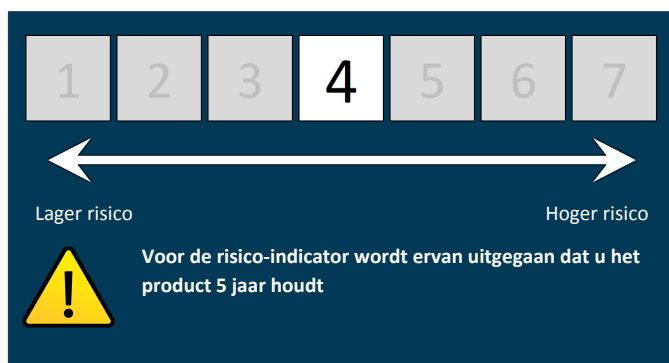 1 2 3 4 5 6 7
Lager risico Hoger risico
Voor de risico-indicator wordt ervan uitgegaan dat u het
product 5 jaar houdt